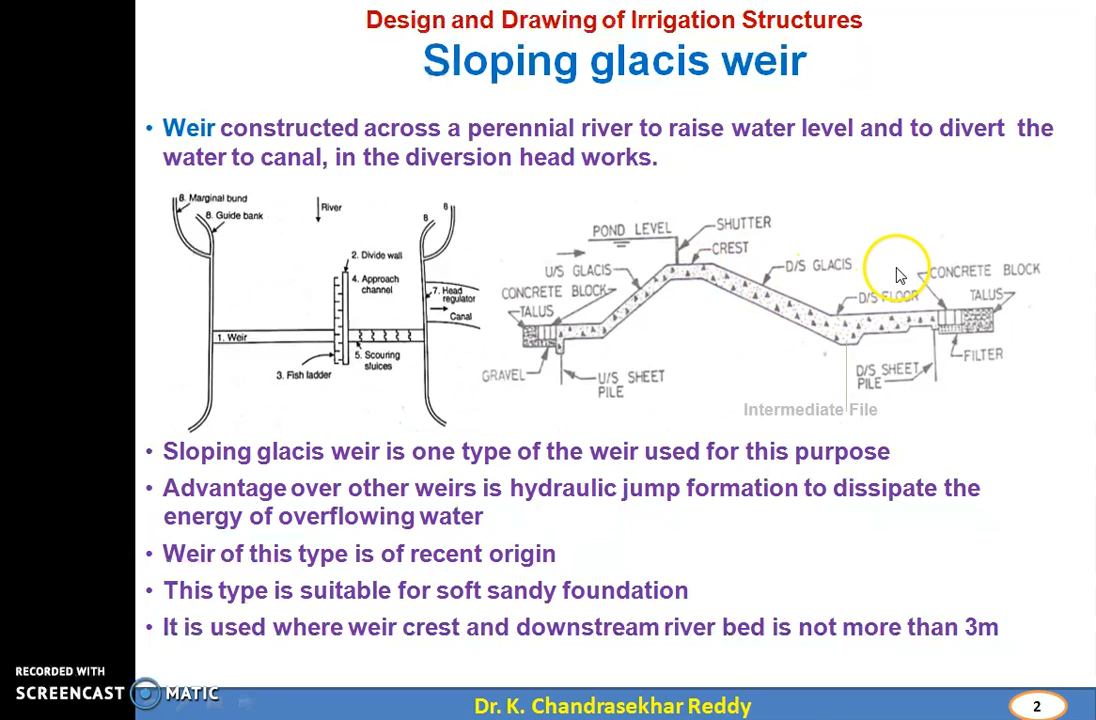 Design and Drawing of Irrigation Structures
Sloping glacis weir
• Weir constructed across a perennial river to raise water level and to divert the
water to canal, in the diversion head works.
8. Marginal bund
8. Guide bank
River
8
8
2. Divide wall
4. Approach
channel
7. Head
regulator
Canal
1. Weir
5. Scouring
sluices
3. Fish ladder
POND LEVEL
SHUTTER
CREST
U/S GLACIS
D/S GLACIS
CONCRETE BLOCK
CONCRETE BLOCK
TALUS
D/S FLOOR
TALUS
GRAVEL
U/S SHEET
PILE
D/S SHEET
PILE
FILTER
Intermediate File
• Sloping glacis weir is one type of the weir used for this purpose
• Advantage over other weirs is hydraulic jump formation to dissipate the
energy of overflowing water
• Weir of this type is of recent origin
• This type is suitable for soft sandy foundation
• It is used where weir crest and downstream river bed is not more than 3m
RECORDED WITH
SCREENCAST MATIC
Dr. K. Chandrasekhar Reddy
2